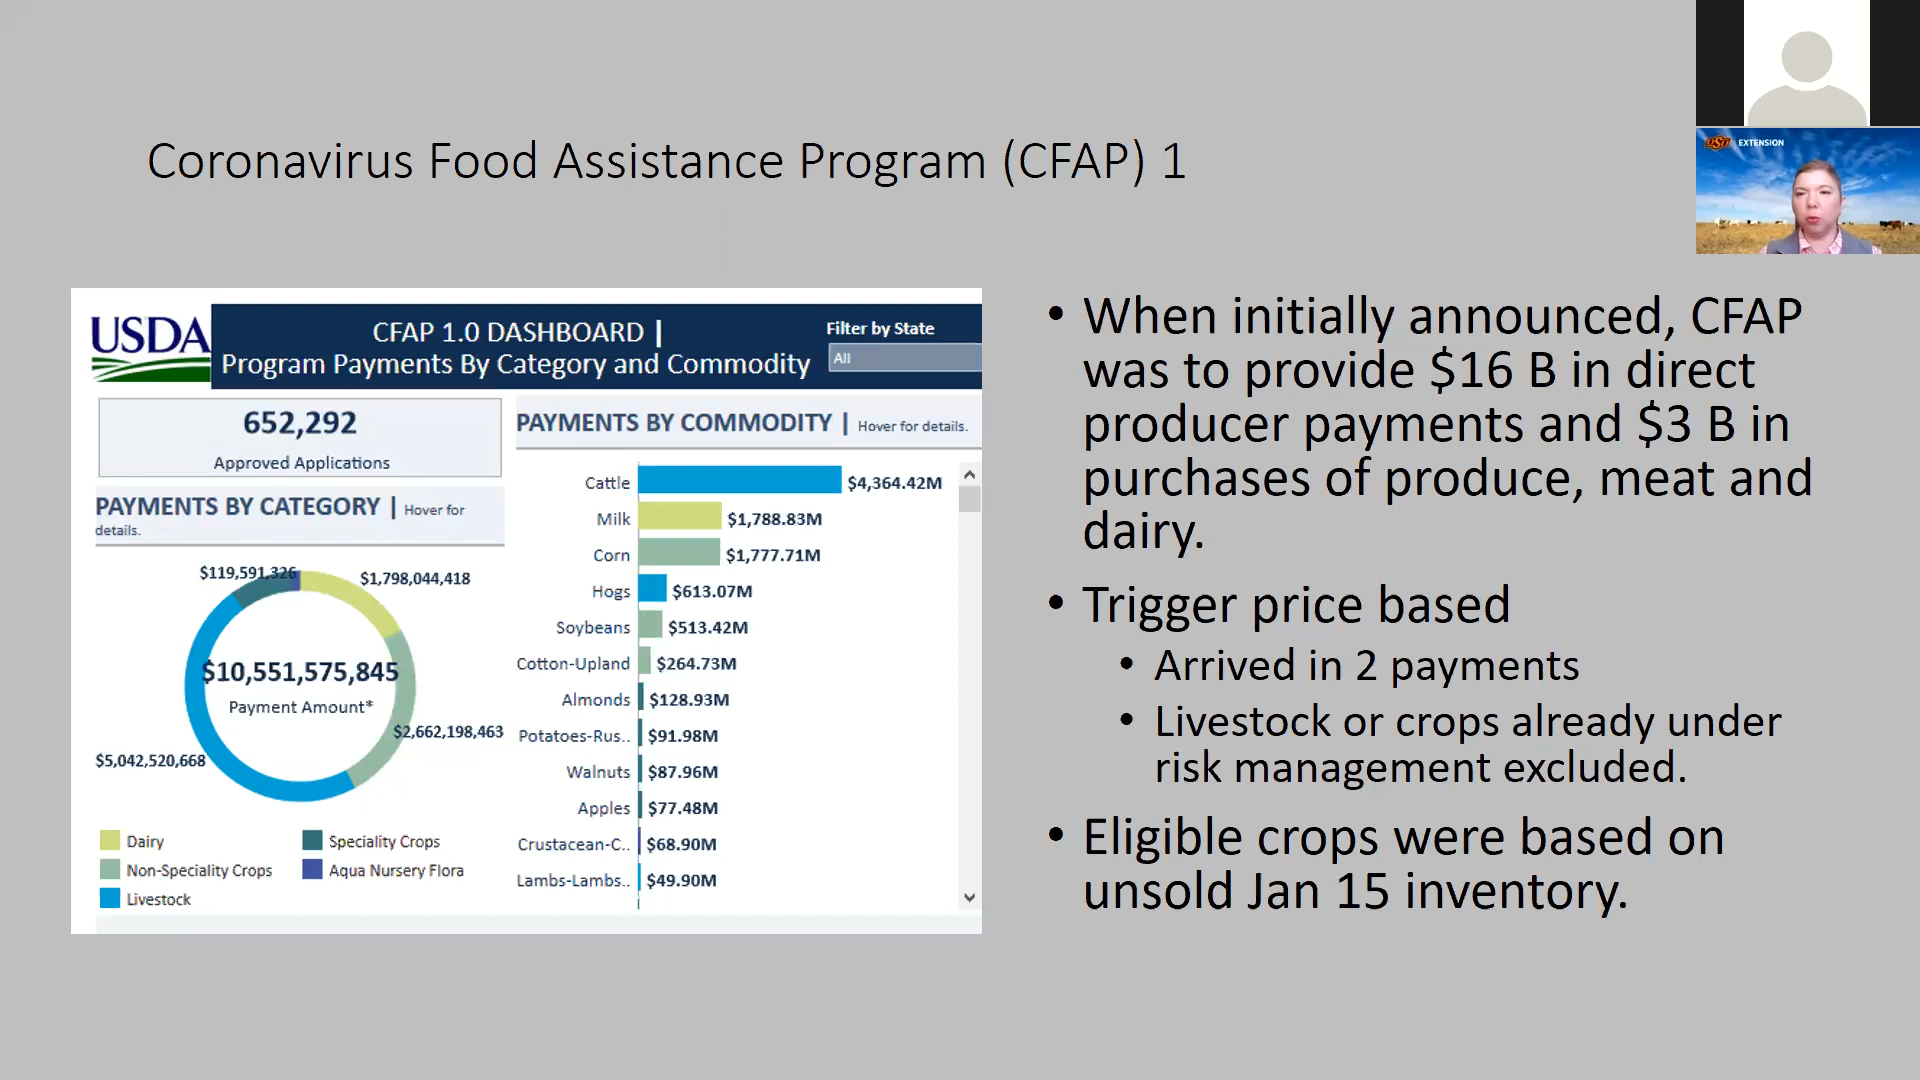 Coronavirus Food Assistance Program (CFAP) 1
OSU EXTENSION
USDA
CFAP 1.0 DASHBOARD |
Program Payments By Category and Commodity
Filter by State
All
652,292
Approved Applications
PAYMENTS BY CATEGORY | Hover for
details.
$119,591,326
$1,798,044,418
$10,551,575,845
Payment Amount*
$2,662,198,463
$5,042,520,668
Dairy
Speciality Crops
Non-Speciality Crops
Aqua Nursery Flora
Livestock
PAYMENTS BY COMMODITY | Hover for details.
Cattle $4,364.42M
Milk $1,788.83M
Corn $1,777.71M
Hogs $613.07M
Soybeans $513.42M
Cotton-Upland $264.73M
Almonds $128.93M
Potatoes-Rus.. $91.98M
Walnuts $87.96M
Apples $77.48M
Crustacean-C.. $68.90M
Lambs-Lambs.. $49.90M
• When initially announced, CFAP
was to provide $16 B in direct
producer payments and $3 B in
purchases of produce, meat and
dairy.
• Trigger price based
• Arrived in 2 payments
• Livestock or crops already under
risk management excluded.
• Eligible crops were based on
unsold Jan 15 inventory.